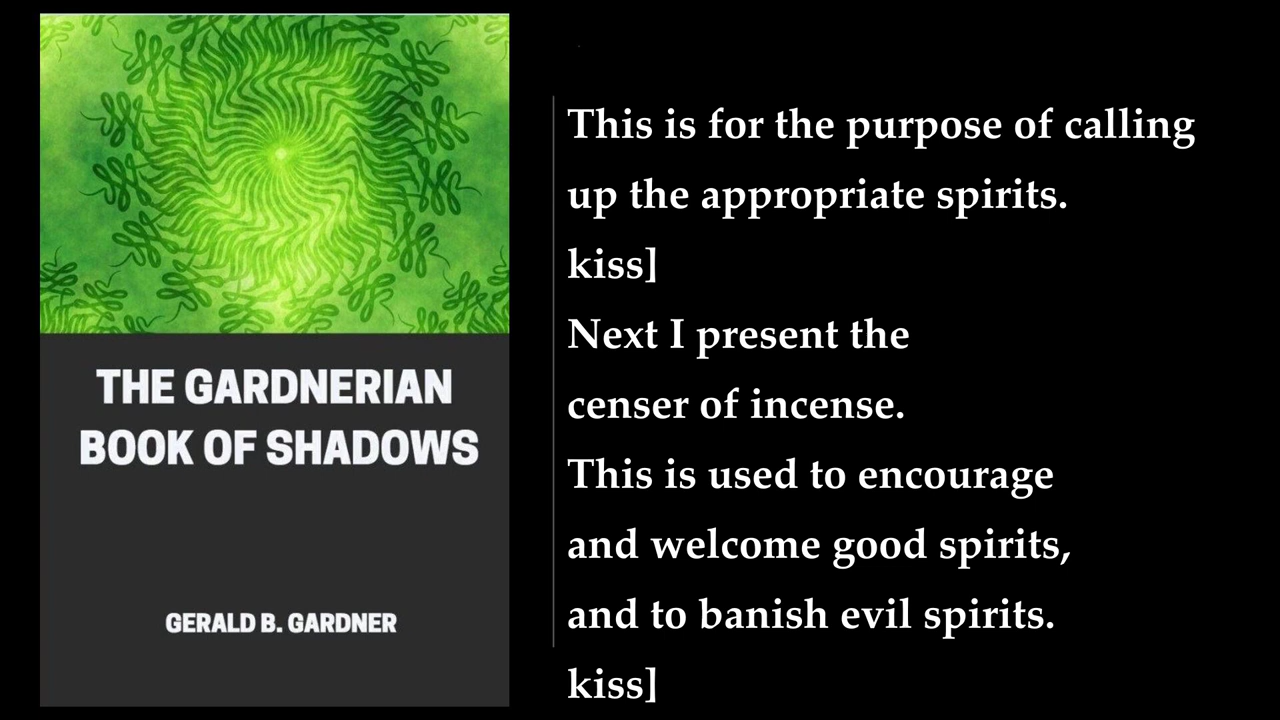 THE GARDNERIAN
BOOK OF SHADOWS
GERALD B. GARDNER
This is for the purpose of calling
up the appropriate spirits.
kiss]
Next I present the
censer of incense.
This is used to encourage
and welcome good spirits,
and to banish evil spirits.
kiss]